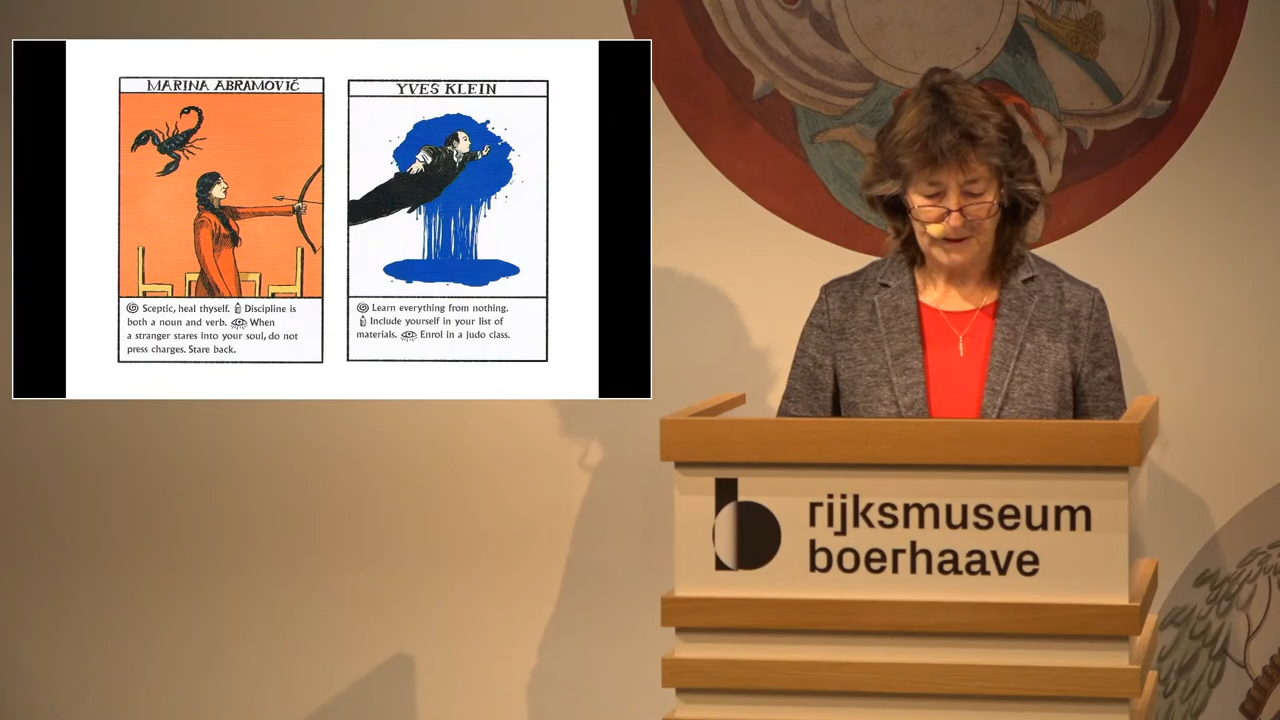 MARINA ABRAMOVIĆ
Sceptic, heal thyself. Discipline is
both a noun and verb. When
a stranger stares into your soul, do not
press charges. Stare back.
YVES KLEIN
Learn everything from nothing.
Include yourself in your list of
materials. Enrol in a judo class.
b
rijksmuseum
boerhaave